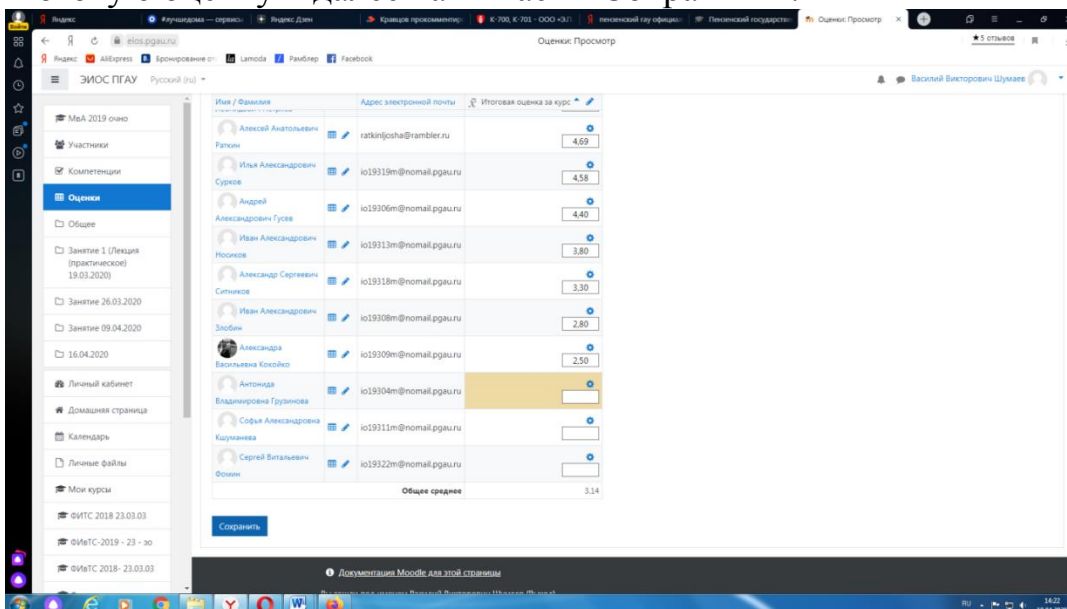 Яндекс
#лучшедома — сервисы
Яндекс Дзен
Кравцов прокомментиро
К-700, К-701 - ООО «З.П.
пензенский гау официал
Пензенский государстве
Оценки: Просмотр
elos.pgau.ru
Оценки: Просмотр
★ 5 отзывов
Яндекс
AliExpress
Бронирование от
Lamoda
Рамблер
Facebook
ЭИОС ПГАУ
Русский (ru)
Василий Викторович Шумаев
МвА 2019 очно
Участники
Компетенции
Оценки
Общее
Занятие 1 (Лекция
(практическое)
19.03.2020)
Занятие 26.03.2020
Занятие 09.04.2020
16.04.2020
Личный кабинет
Домашняя страница
Календарь
Личные файлы
Мои курсы
ФИТС 2018 23.03.03
ФИвТС-2019 - 23 - зо
ФИвТС 2018- 23.03.03
Имя / Фамилия
Адрес электронной почты
Итоговая оценка за курс
Алексей Анатольевич
Раткин
ratkinljosha@rambler.ru
4,69
Илья Александрович
Сурков
io19319m@nomail.pgau.ru
4,58
Андрей
Александрович Гусев
io19306m@nomail.pgau.ru
4,40
Иван Александрович
Носиков
io19313m@nomail.pgau.ru
3,80
Александр Сергеевич
Ситников
io19318m@nomail.pgau.ru
3,30
Иван Александрович
Злобин
io19308m@nomail.pgau.ru
2,80
Александра
Васильевна Кокойко
io19309m@nomail.pgau.ru
2,50
Антонида
Владимировна Грузинова
io19304m@nomail.pgau.ru
Софья Александровна
Кшуманева
io19311m@nomail.pgau.ru
Сергей Витальевич
Фомин
io19322m@nomail.pgau.ru
Общее среднее
3,14
Сохранить
Документация Moodle для этой страницы
RU
14:22